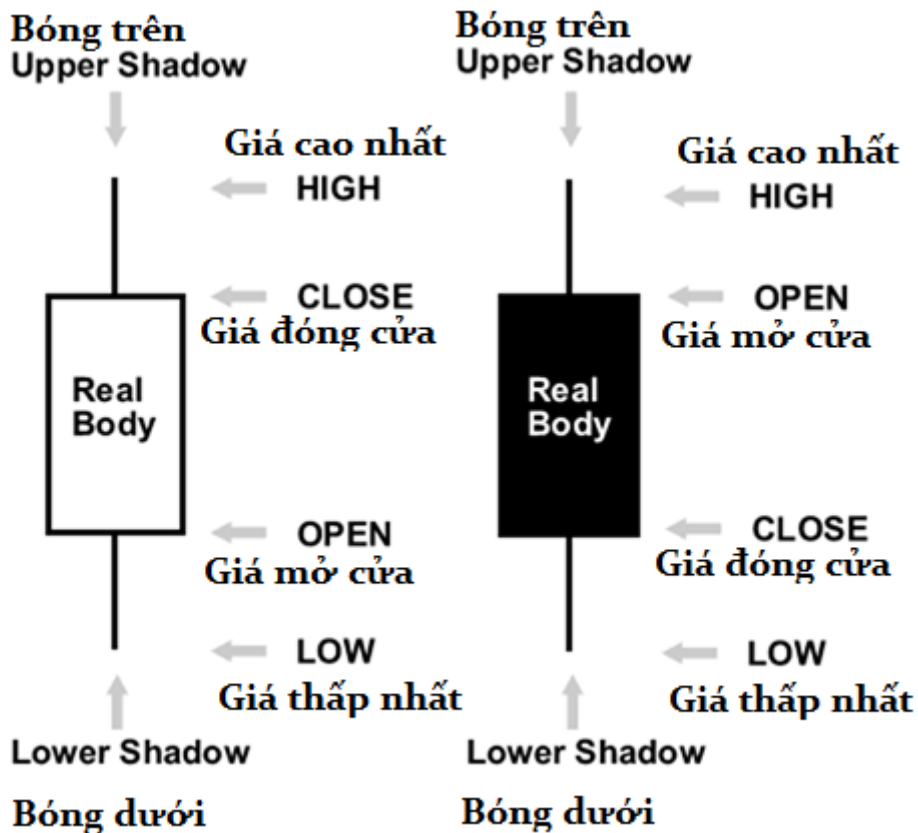 Bóng trên
Upper Shadow
Giá cao nhất
HIGH
CLOSE
Giá đóng cửa
Real
Body
OPEN
Giá mở cửa
LOW
Giá thấp nhất
Lower Shadow
Bóng dưới
Bóng trên
Upper Shadow
Giá cao nhất
HIGH
OPEN
Giá mở cửa
Real
Body
CLOSE
Giá đóng cửa
LOW
Giá thấp nhất
Lower Shadow
Bóng dưới